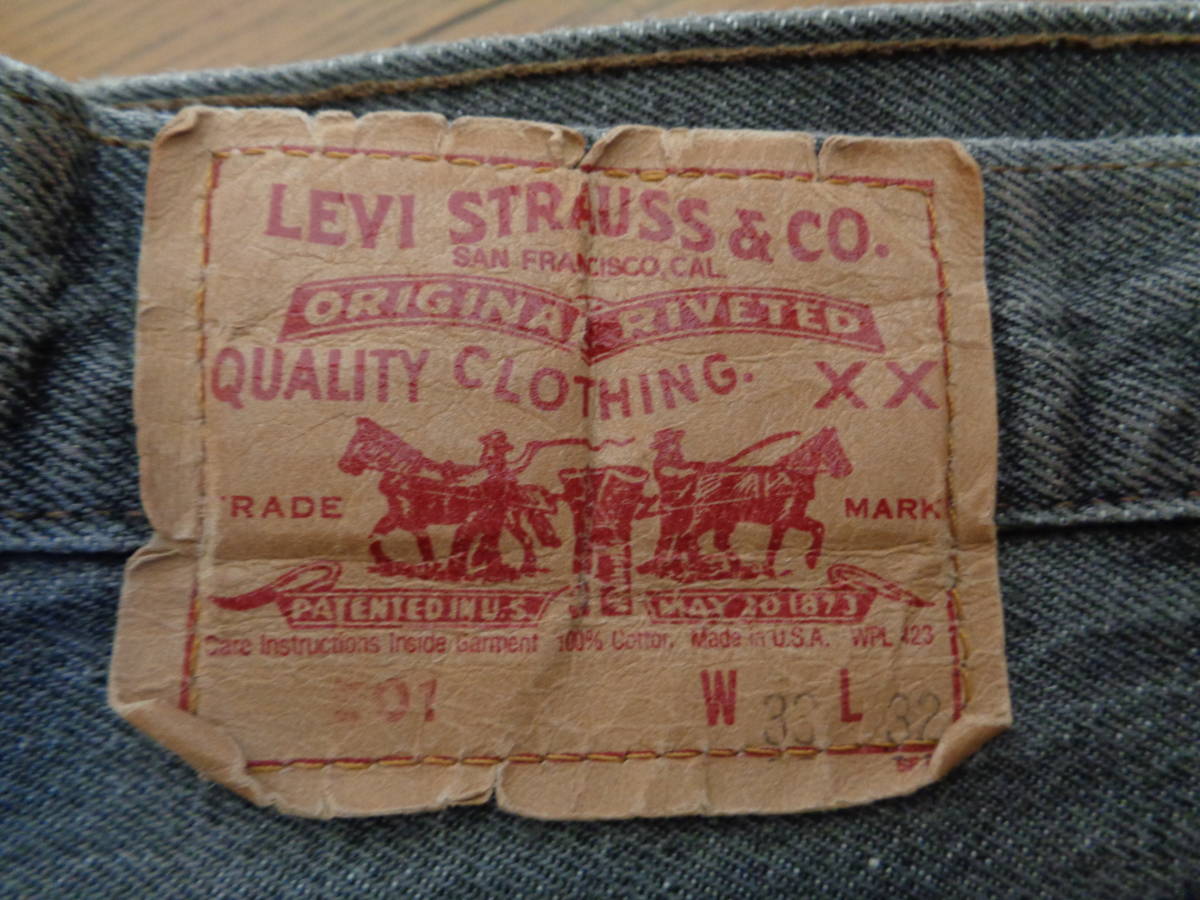 LEVI STRAUSS & CO.
SAN FRANCISCO, CAL.
ORIGINAL RIVETED
QUALITY CLOTHING. XX
TRADE MARK
PATENTED IN U.S. MAY 20 1873
Care Instructions Inside Garment 100% Cotton. Made in U.S.A. WPL 423
501 W L 32